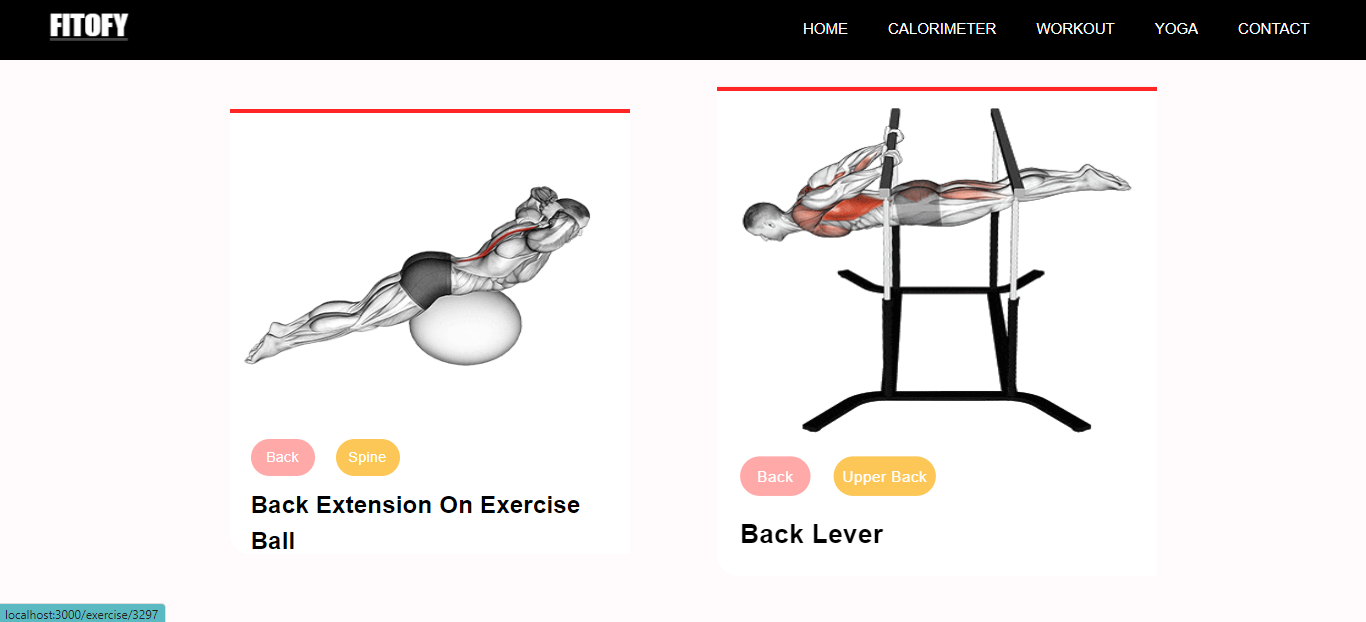 FITOFY
HOME CALORIMETER WORKOUT YOGA CONTACT
Back Spine
Back Extension On Exercise
Ball
Back Upper Back
Back Lever
localhost:3000/exercise/3297